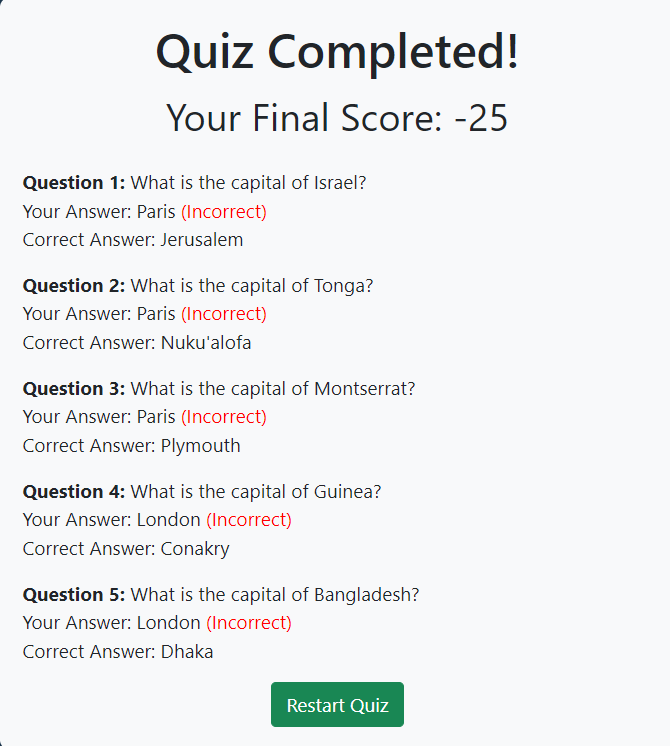 Quiz Completed!
Your Final Score: -25
Question 1: What is the capital of Israel?
Your Answer: Paris (Incorrect)
Correct Answer: Jerusalem
Question 2: What is the capital of Tonga?
Your Answer: Paris (Incorrect)
Correct Answer: Nuku'alofa
Question 3: What is the capital of Montserrat?
Your Answer: Paris (Incorrect)
Correct Answer: Plymouth
Question 4: What is the capital of Guinea?
Your Answer: London (Incorrect)
Correct Answer: Conakry
Question 5: What is the capital of Bangladesh?
Your Answer: London (Incorrect)
Correct Answer: Dhaka
Restart Quiz